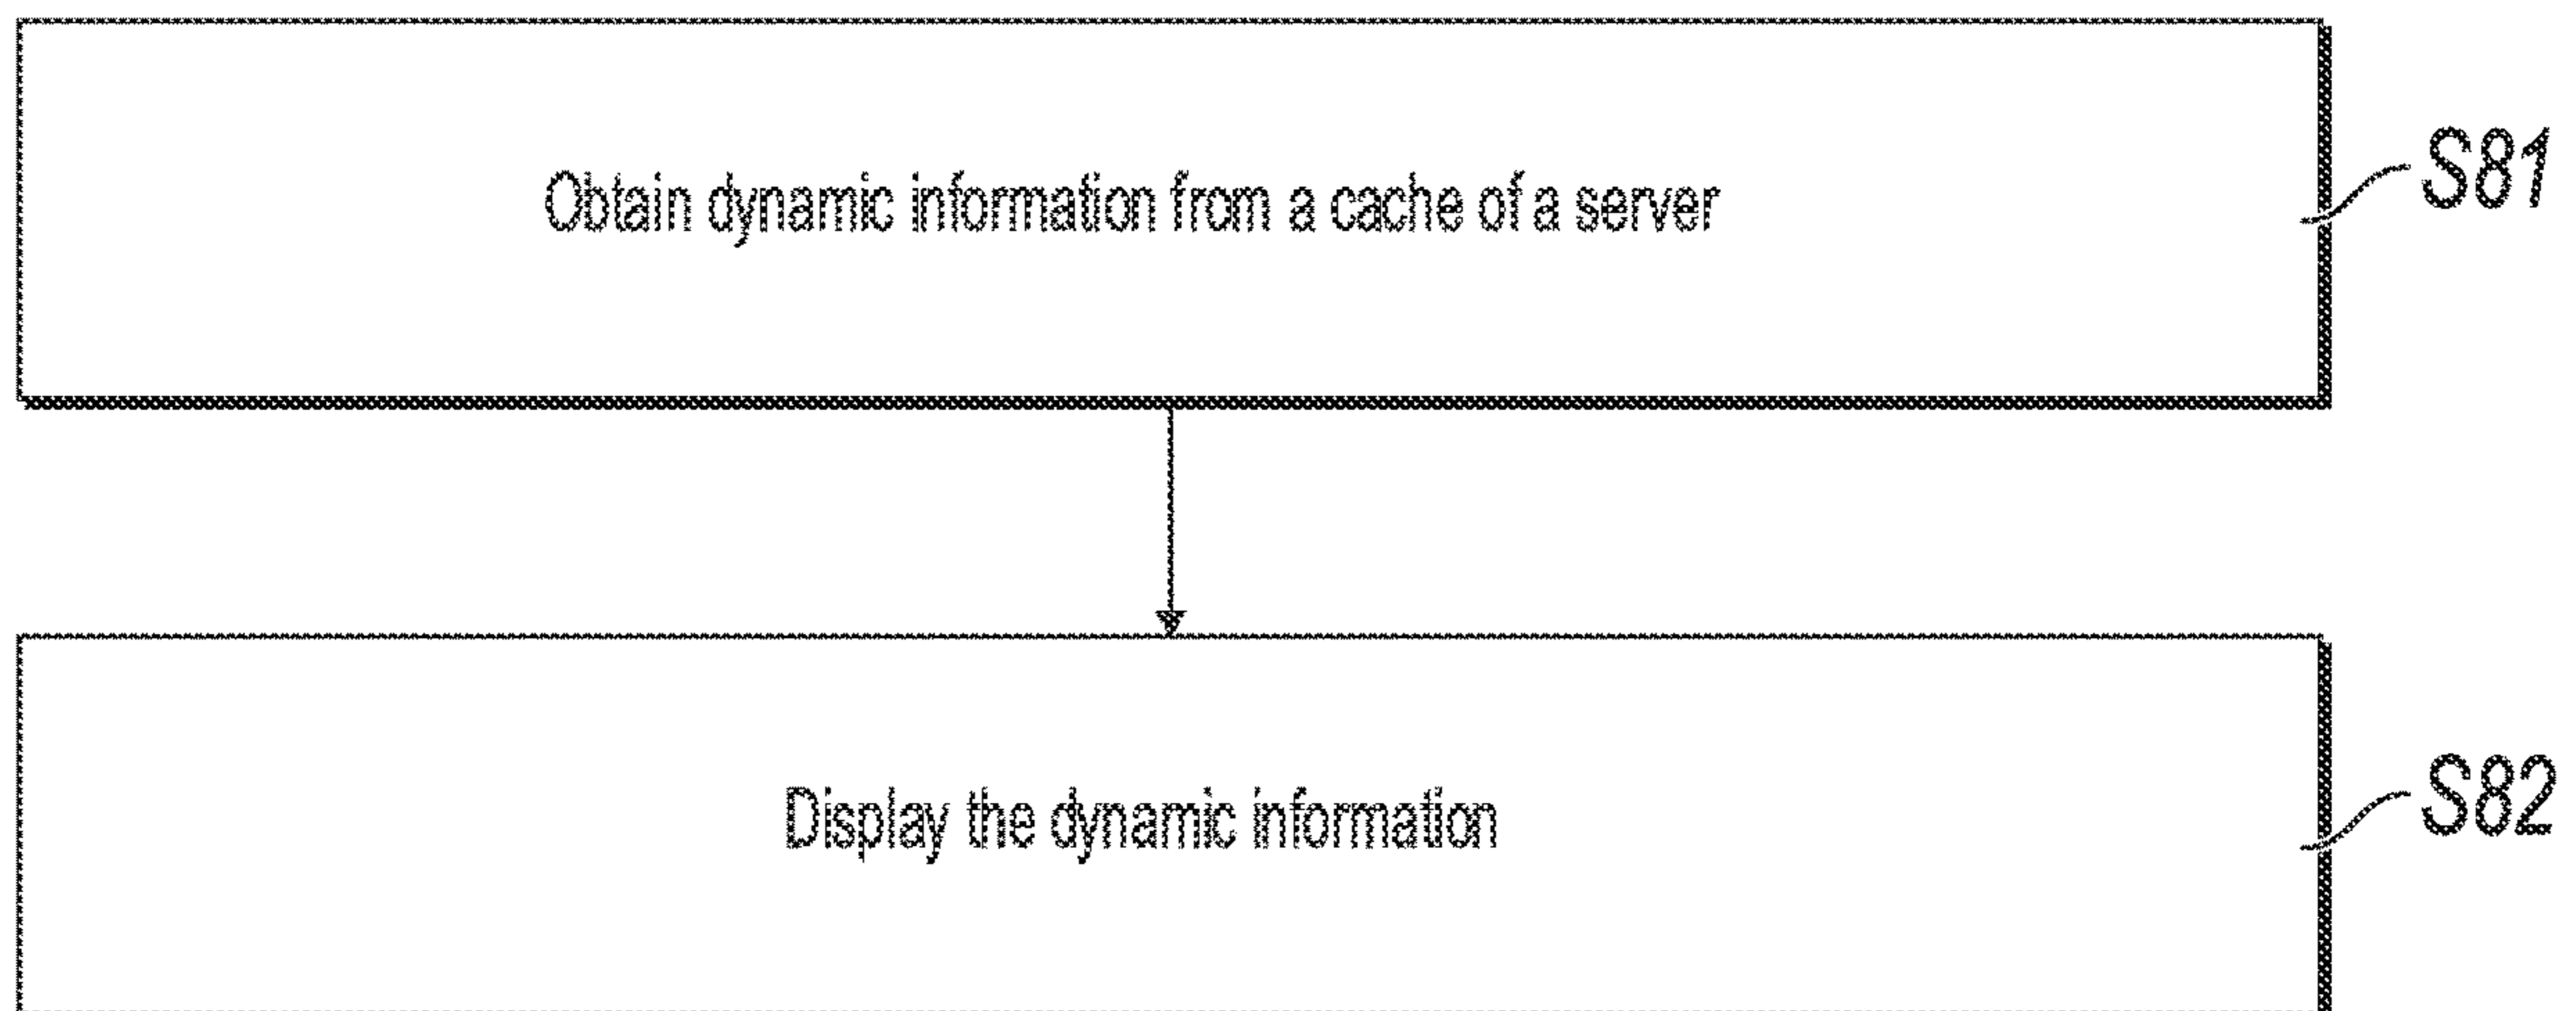 Obtain dynamic information from a cache of a server
S81
Display the dynamic information
S82